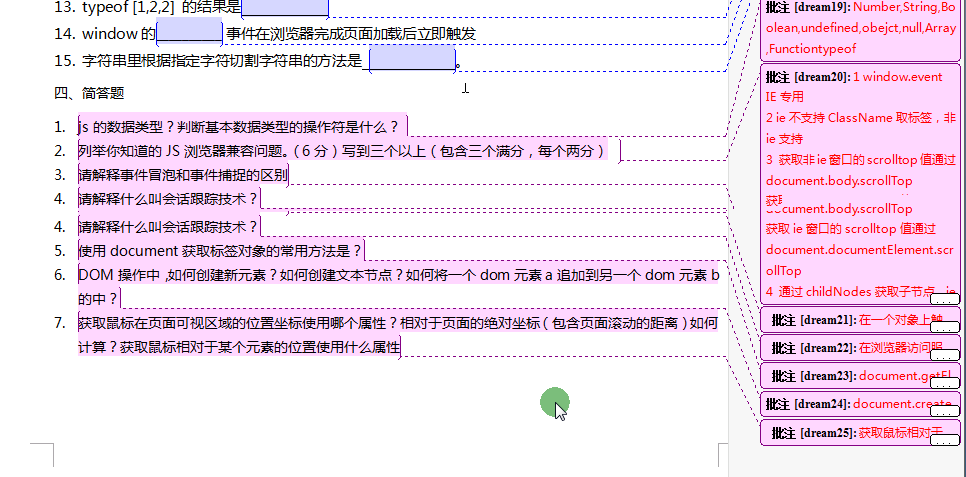 13. typeof [1,2,2] 的结果是
14. window 的 事件在浏览器完成页面加载后立即触发
15. 字符串里根据指定字符切割字符串的方法是 。
四、简答题
1. js 的数据类型？判断基本数据类型的操作符是什么？
2. 列举你知道的 JS 浏览器兼容问题。（6 分）写到三个以上（包含三个满分，每个两分）
3. 请解释事件冒泡和事件捕捉的区别
4. 请解释什么叫会话跟踪技术？
4. 请解释什么叫会话跟踪技术？
5. 使用 document 获取标签对象的常用方法是？
6. DOM 操作中 ,如何创建新元素？如何创建文本节点？如何将一个 dom 元素 a 追加到另一个 dom 元素 b
的中？
7. 获取鼠标在页面可视区域的位置坐标使用哪个属性？相对于页面的绝对坐标（包含页面滚动的距离）如何
计算？获取鼠标相对于某个元素的位置使用什么属性
批注 [dream19]: Number,String,Bo
olean,undefined,obejct,null,Array
,Functiontypeof
批注 [dream20]: 1 window.event
IE 专用
2 ie 不支持 ClassName 取标签，非
ie 支持
3 获取非 ie 窗口的 scrolltop 值通过
document.body.scrollTop
获取
document.body.scrollTop
获取 ie 窗口的 scrolltop 值通过
document.documentElement.scr
ollTop
4 通过 childNodes 获取子节点，ie
...
批注 [dream21]: 在一个对象上触
...
批注 [dream22]: 在浏览器访问服
...
批注 [dream23]: document.getEl
...
批注 [dream24]: document.create
...
批注 [dream25]: 获取鼠标相对于
...